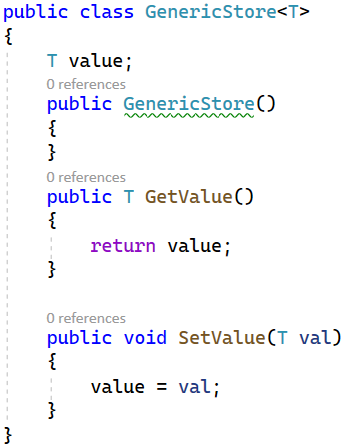 public class GenericStore<T>
{
T value;
0 references
public GenericStore()
{
}
0 references
public T GetValue()
{
return value;
}
0 references
public void SetValue(T val)
{
value = val;
}
}